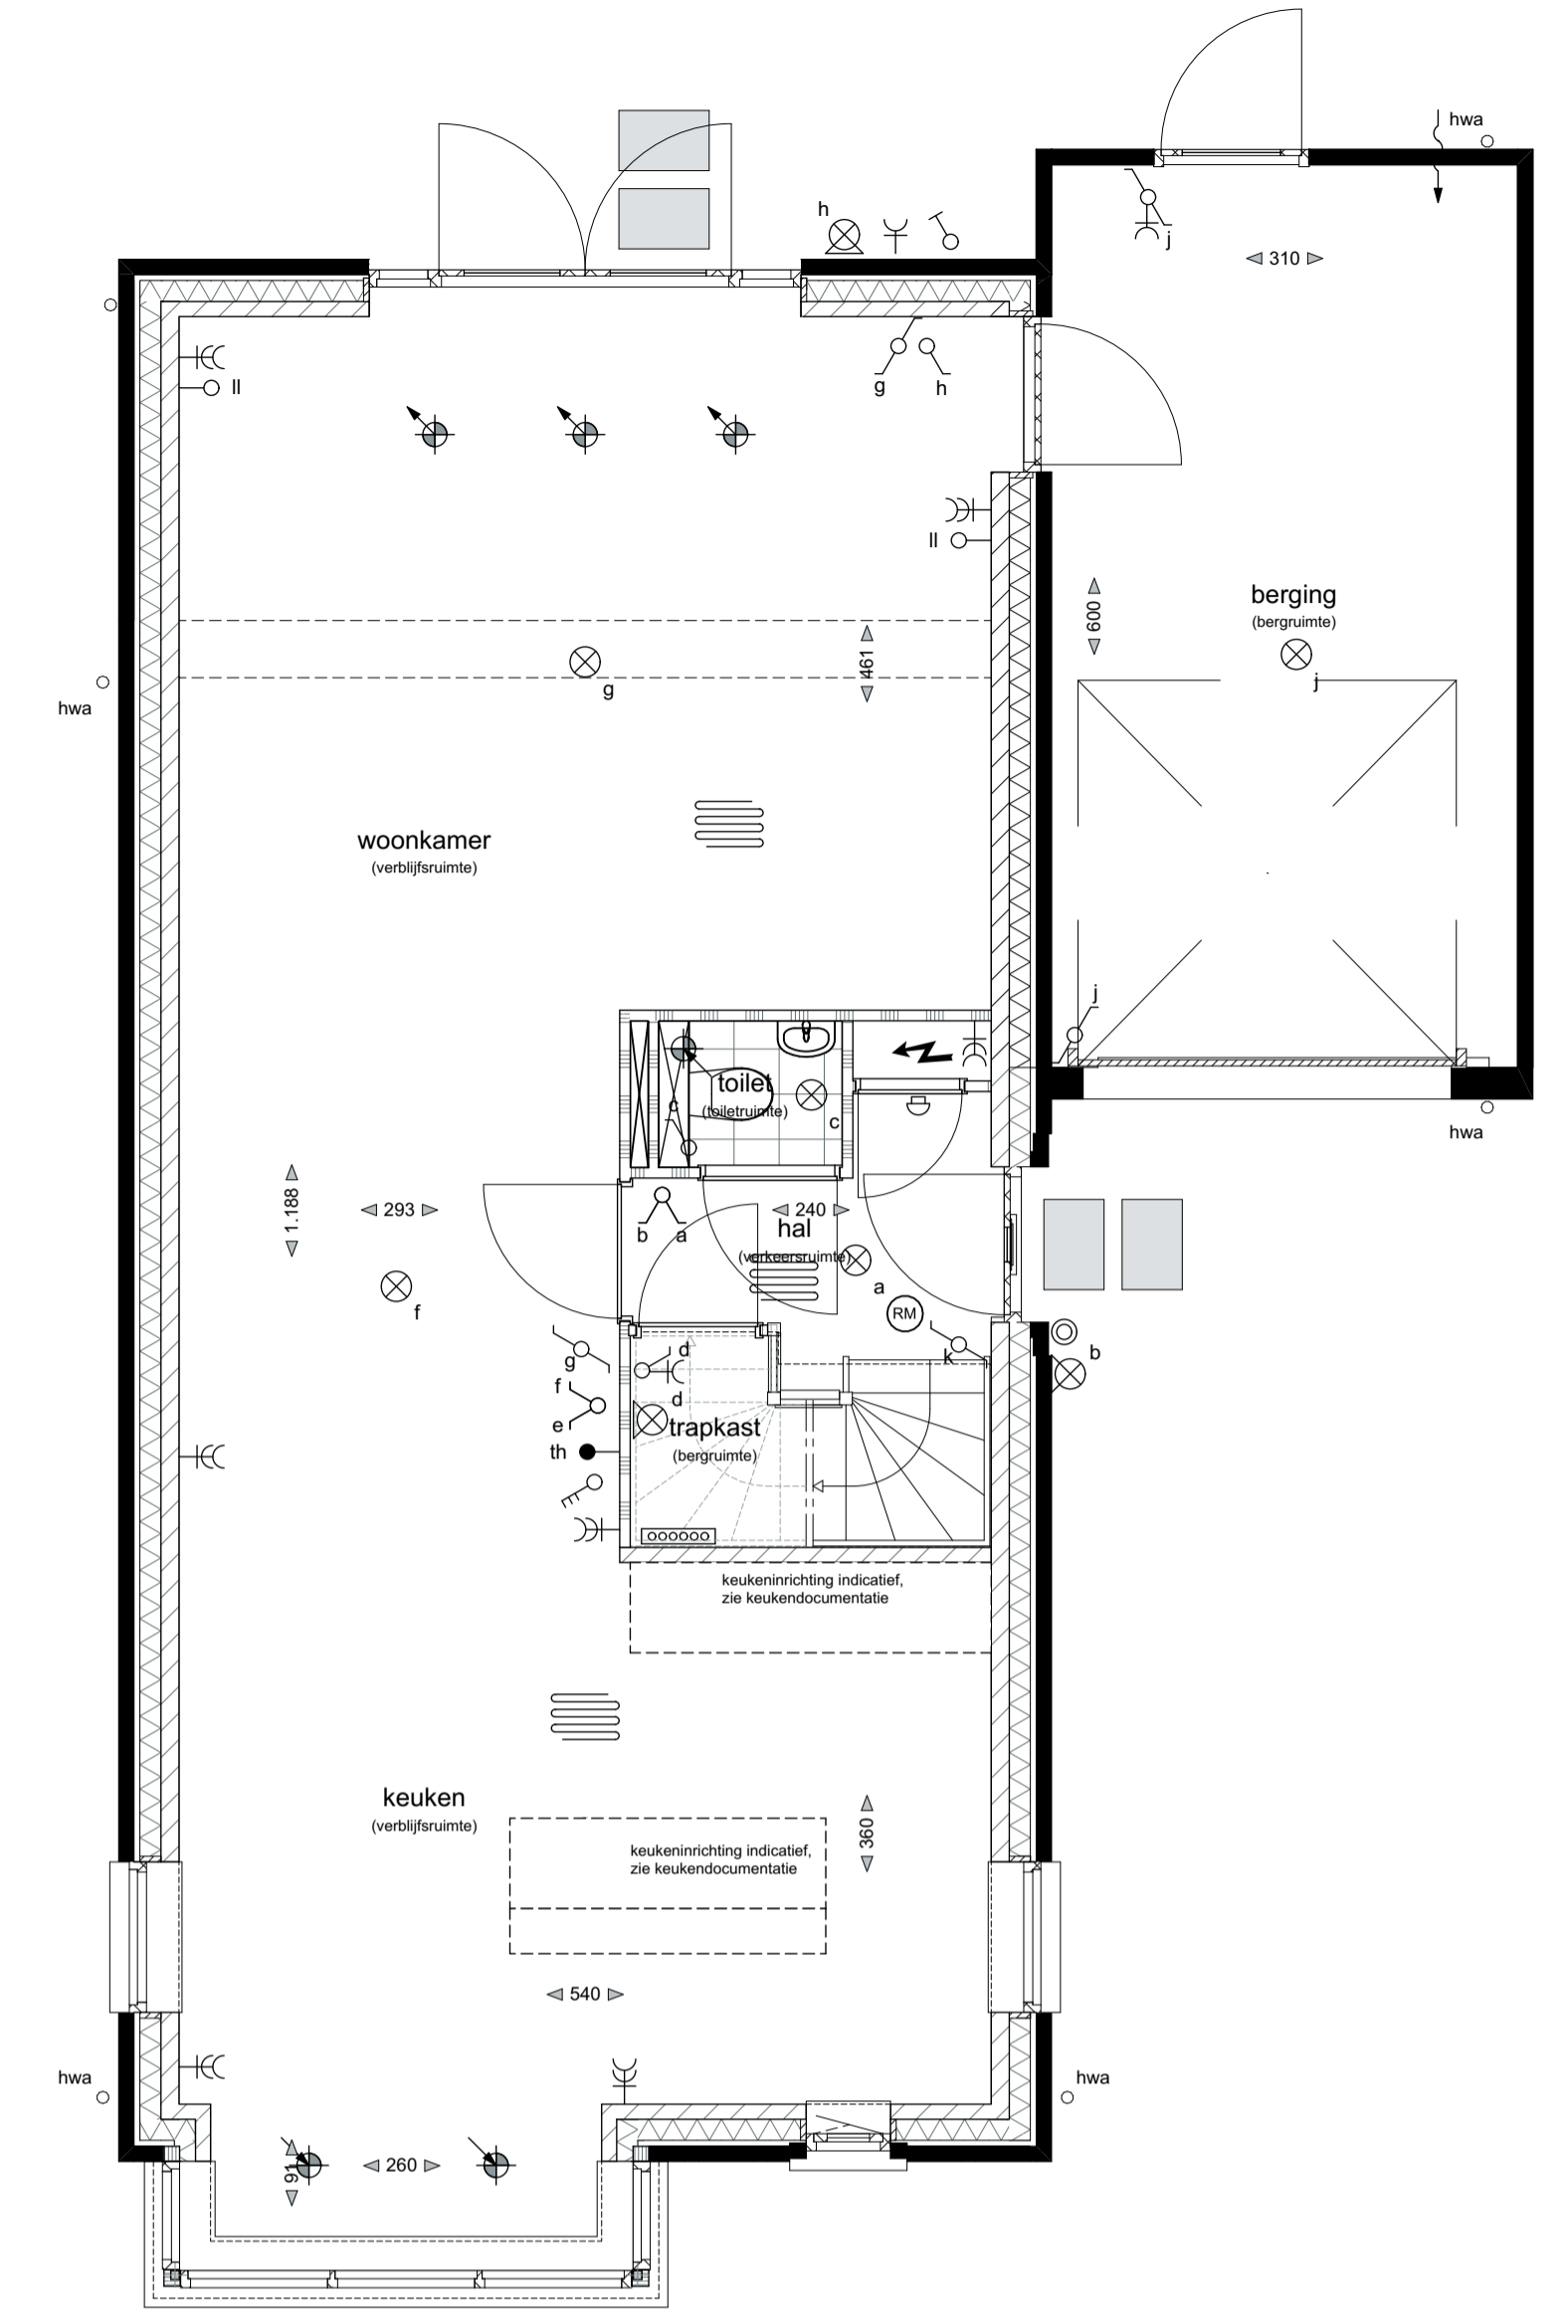 hwa
h
j
310
ll
g
h
ll
berging
(bergruimte)
600
461
j
g
hwa
woonkamer
(verblijfsruimte)
j
toilet
(toiletruimte)
c
c
hwa
1.188
293
240
hal
(verkeersruimte)
b
a
a
f
RM
k
b
g
d
f
d
e
trapkast
(bergruimte)
th
keukeninrichting indicatief,
zie keukendocumentatie
keuken
(verblijfsruimte)
keukeninrichting indicatief,
zie keukendocumentatie
360
540
hwa
hwa
91
260